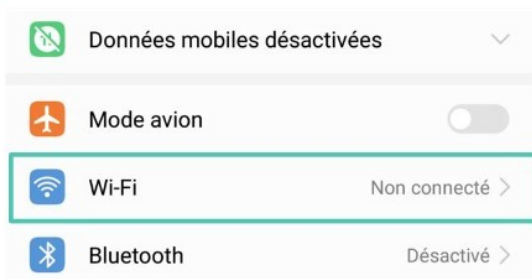 Données mobiles désactivées
Mode avion
Wi-Fi Non connecté
Bluetooth Désactivé